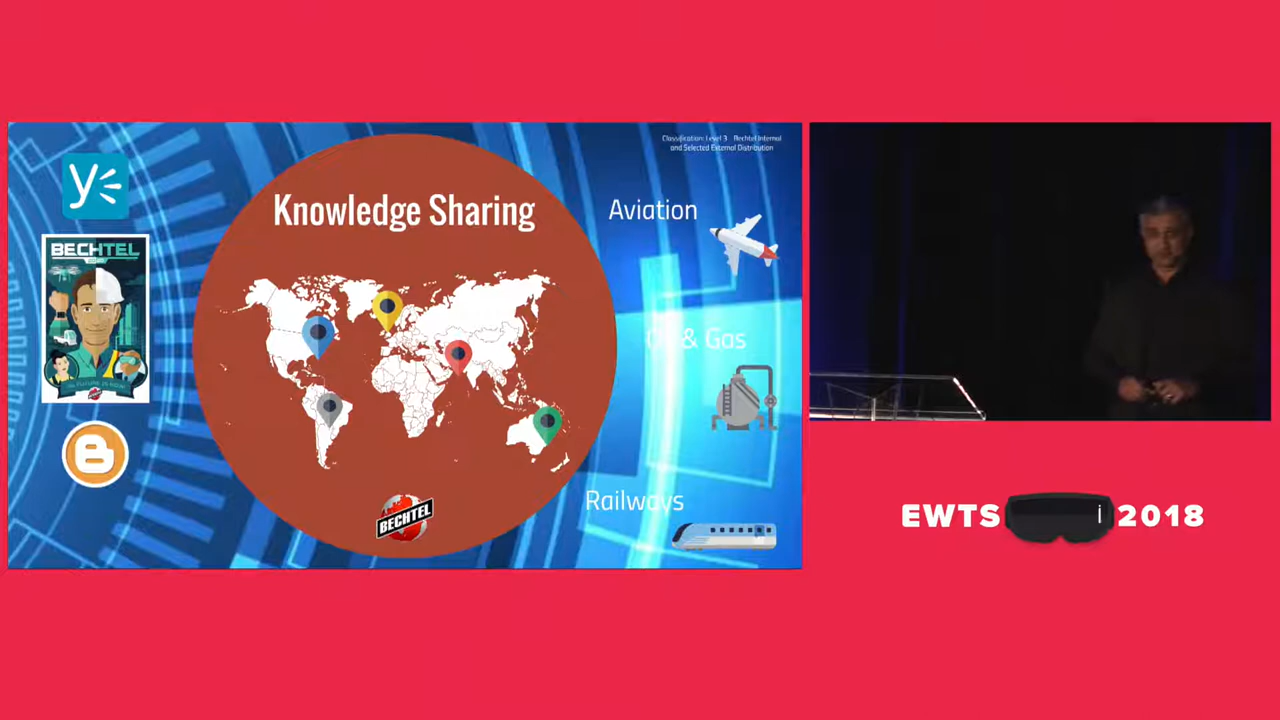 Classification: Level 3 Bechtel Internal
and Selected External Distribution
Knowledge Sharing
Aviation
BECHTEL
& Gas
Railways
BECHTEL
EWTS 2018